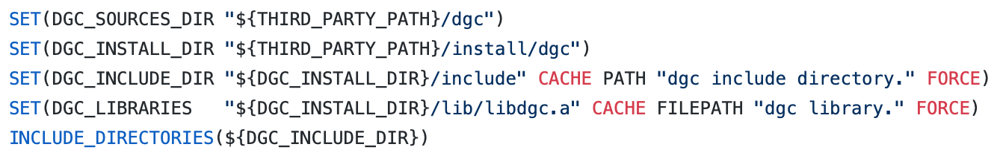 SET(DGC_SOURCES_DIR "${THIRD_PARTY_PATH}/dgc")
SET(DGC_INSTALL_DIR "${THIRD_PARTY_PATH}/install/dgc")
SET(DGC_INCLUDE_DIR "${DGC_INSTALL_DIR}/include" CACHE PATH "dgc include directory." FORCE)
SET(DGC_LIBRARIES   "${DGC_INSTALL_DIR}/lib/libdgc.a" CACHE FILEPATH "dgc library." FORCE)
INCLUDE_DIRECTORIES(${DGC_INCLUDE_DIR})